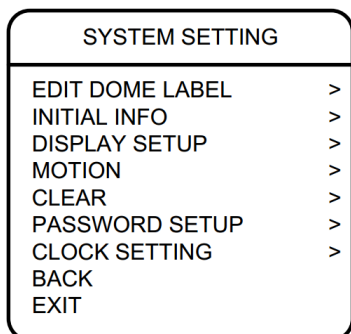 SYSTEM SETTING
EDIT DOME LABEL >
INITIAL INFO >
DISPLAY SETUP >
MOTION >
CLEAR >
PASSWORD SETUP >
CLOCK SETTING >
BACK
EXIT